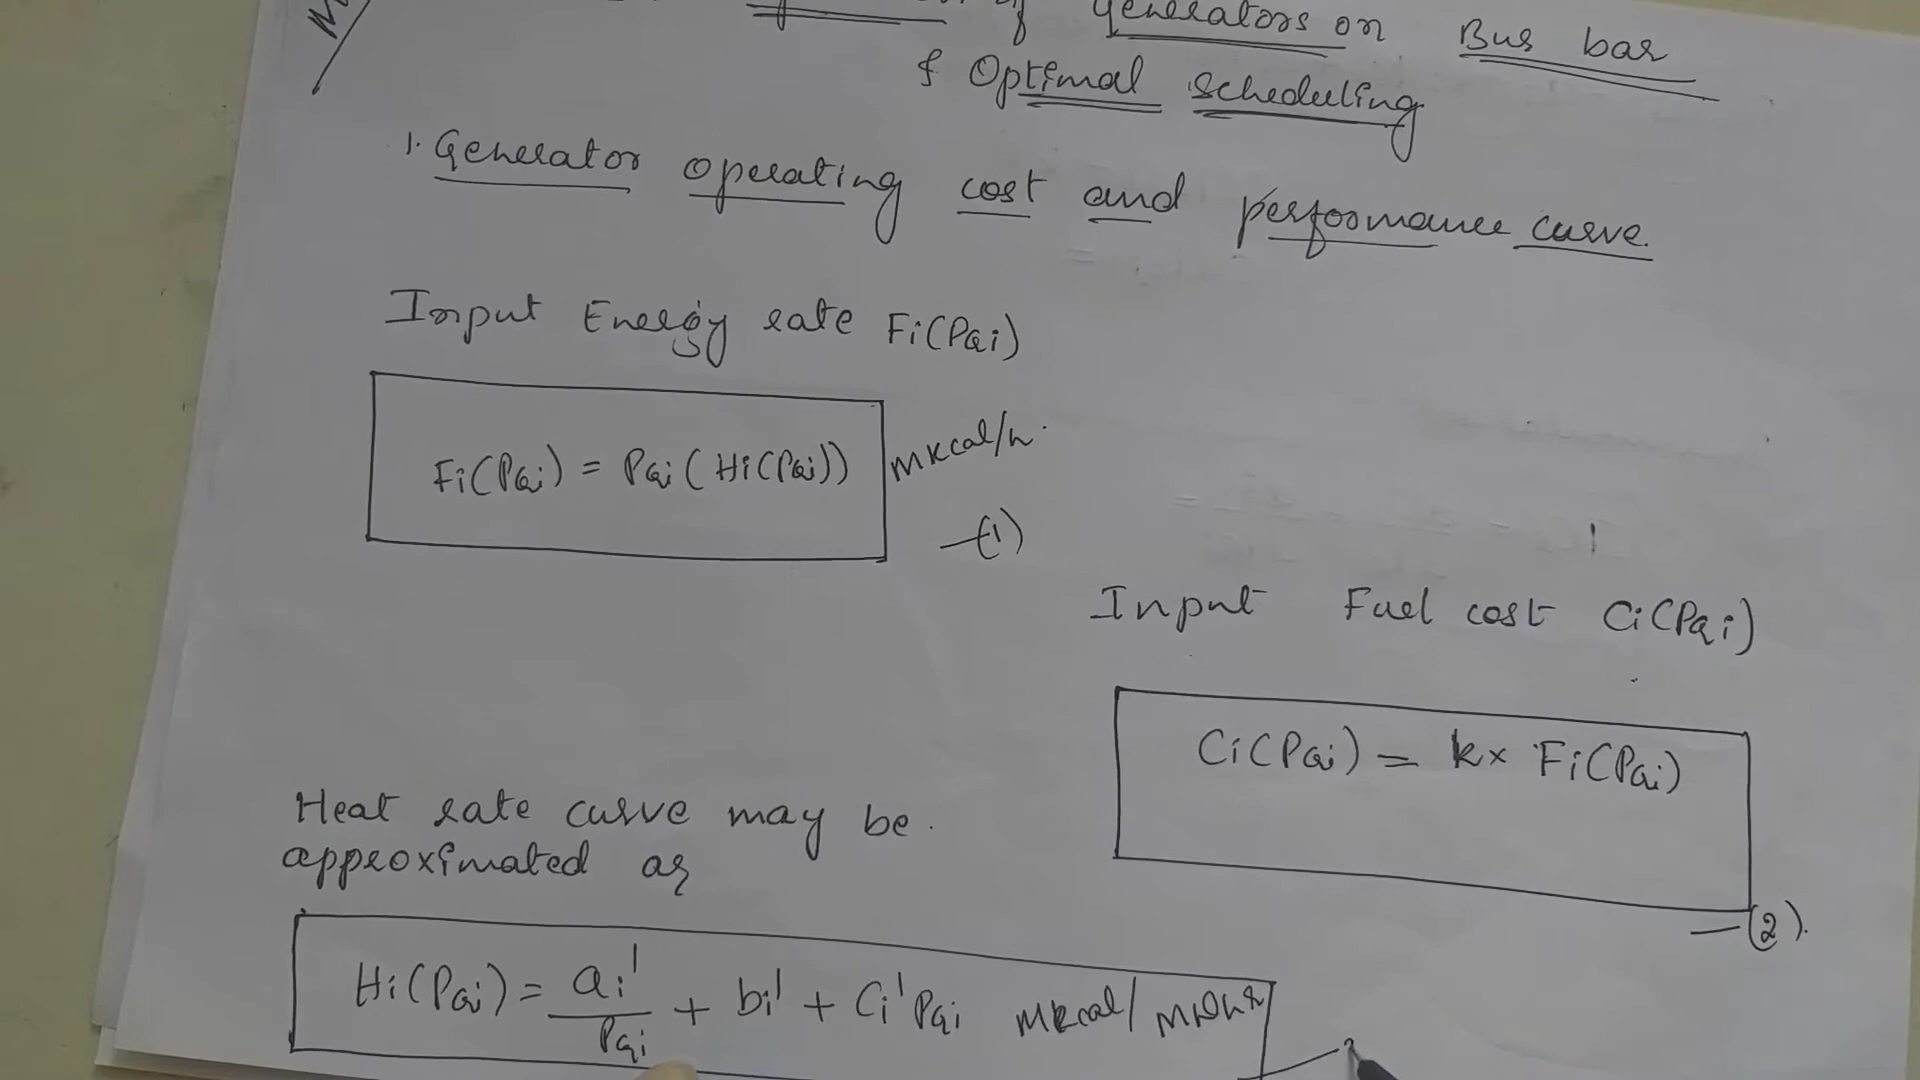 Generators on Bus bar
& Optimal scheduling
1. Generator operating cost and performance curve.
Input Energy rate Fi(PGi)
Fi(PGi) = PGi ( Hi(PGi)) MKcal/h.
—(1)
Input Fuel cost Ci(PGi)
Ci(PGi) = k× Fi(PGi)
—(2).
Heat rate curve may be.
approximated as
Hi(PGi) = ai'/PGi + bi' + Ci' PGi MKcal/MWhr